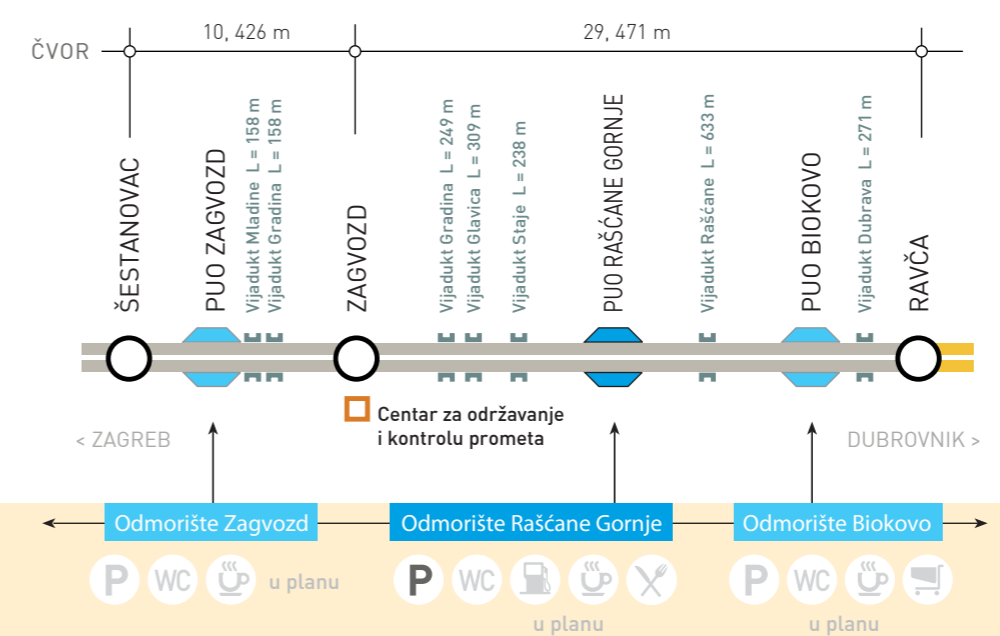 10, 426 m
29, 471 m
ČVOR
ŠESTANOVAC
PUO ZAGVOZD
Vijadukt Mladine L = 158 m
Vijadukt Gradina L = 158 m
ZAGVOZD
Vijadukt Gradina L = 249 m
Vijadukt Glavica L = 309 m
Vijadukt Staje L = 238 m
PUO RAŠĆANE GORNJE
Vijadukt Rašćane L = 633 m
PUO BIOKOVO
Vijadukt Dubrava L = 271 m
RAVČA
Centar za održavanje
i kontrolu prometa
< ZAGREB
DUBROVNIK >
Odmorište Zagvozd
Odmorište Rašćane Gornje
Odmorište Biokovo
P WC u planu
P WC
P WC
u planu
u planu